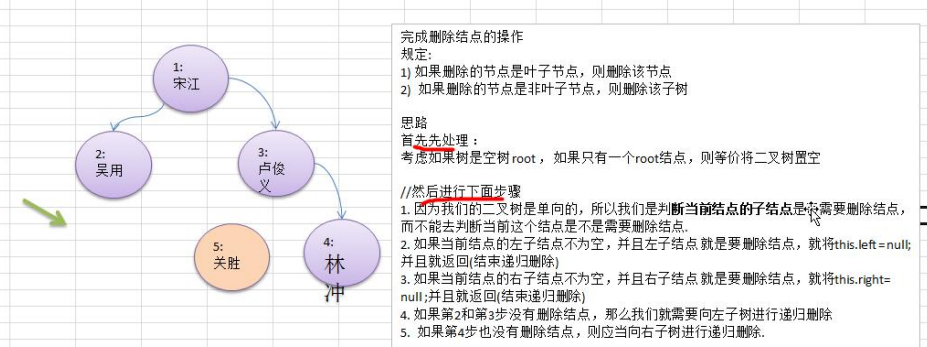 1:
宋江
2:
吴用
3:
卢俊
义
5:
关胜
4:
林
冲
完成删除结点的操作
规定:
1) 如果删除的节点是叶子节点，则删除该节点
2) 如果删除的节点是非叶子节点，则删除该子树
思路
首先先处理：
考虑如果树是空树root，如果只有一个root结点，则等价将二叉树置空
//然后进行下面步骤
1. 因为我们的二叉树是单向的，所以我们是判断当前结点的子结点是否需要删除结点，
而不能去判断当前这个结点是不是需要删除结点.
2. 如果当前结点的左子结点不为空，并且左子结点 就是要删除结点，就将this.left = null;
并且就返回(结束递归删除)
3. 如果当前结点的右子结点不为空，并且右子结点 就是要删除结点，就将this.right=
null ;并且就返回(结束递归删除)
4. 如果第2和第3步没有删除结点，那么我们就需要向左子树进行递归删除
5. 如果第4步也没有删除结点，则应当向右子树进行递归删除.